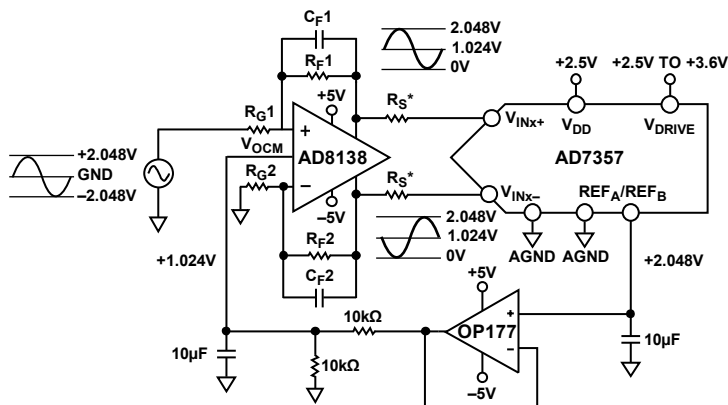 CF1
2.048V
1.024V
0V
RF1
+5V
+2.5V
+2.5V TO +3.6V
RG1
RS*
VINx+
VDD
VDRIVE
VOCM
+
AD8138
AD7357
+2.048V
GND
–2.048V
RG2
–
RS*
VINx–
REFA/REFB
–5V
2.048V
1.024V
0V
RF2
AGND
AGND
+1.024V
CF2
+2.048V
+5V
10kΩ
+
OP177
–
10µF
10kΩ
10µF
–5V